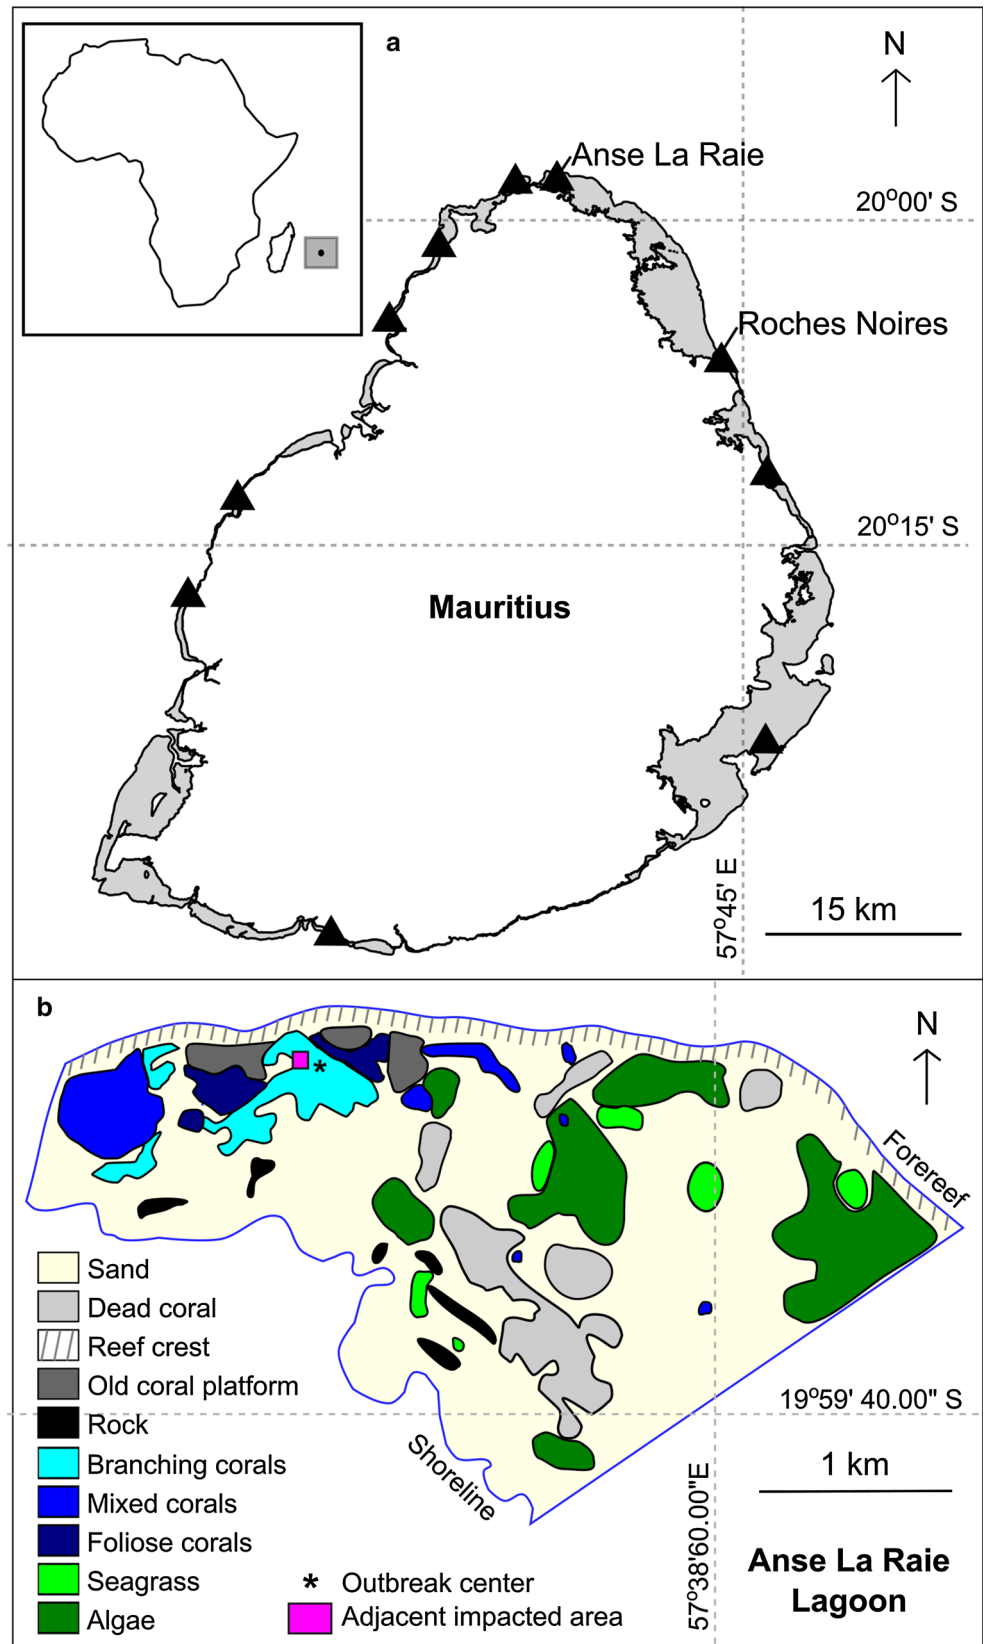 a
N
Anse La Raie
20°00' S
Roches Noires
20°15' S
Mauritius
57°45' E
15 km
b
N
Forereef
Sand
Dead coral
Reef crest
Old coral platform
Rock
Branching corals
Mixed corals
Foliose corals
Seagrass
Algae
19°59' 40.00" S
Shoreline
1 km
57°38'60.00"E
* Outbreak center
Adjacent impacted area
Anse La Raie
Lagoon